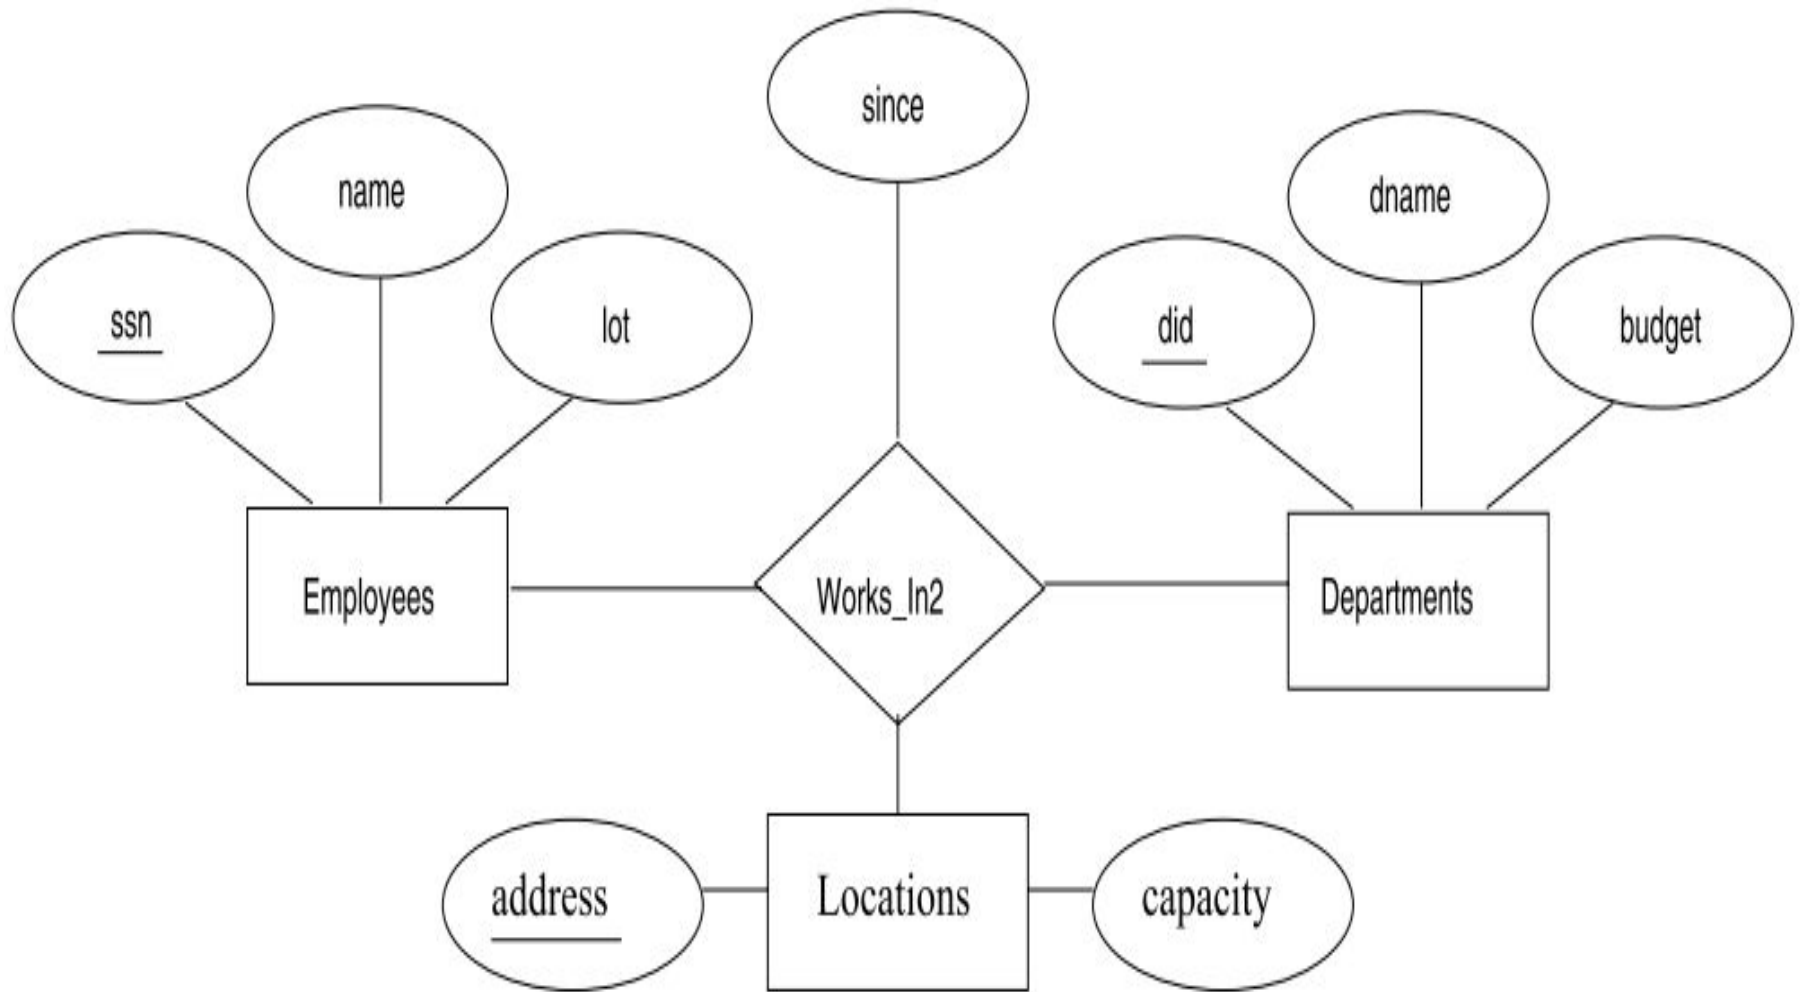 since
name
dname
ssn
lot
did
budget
Employees
Works_In2
Departments
address
Locations
capacity